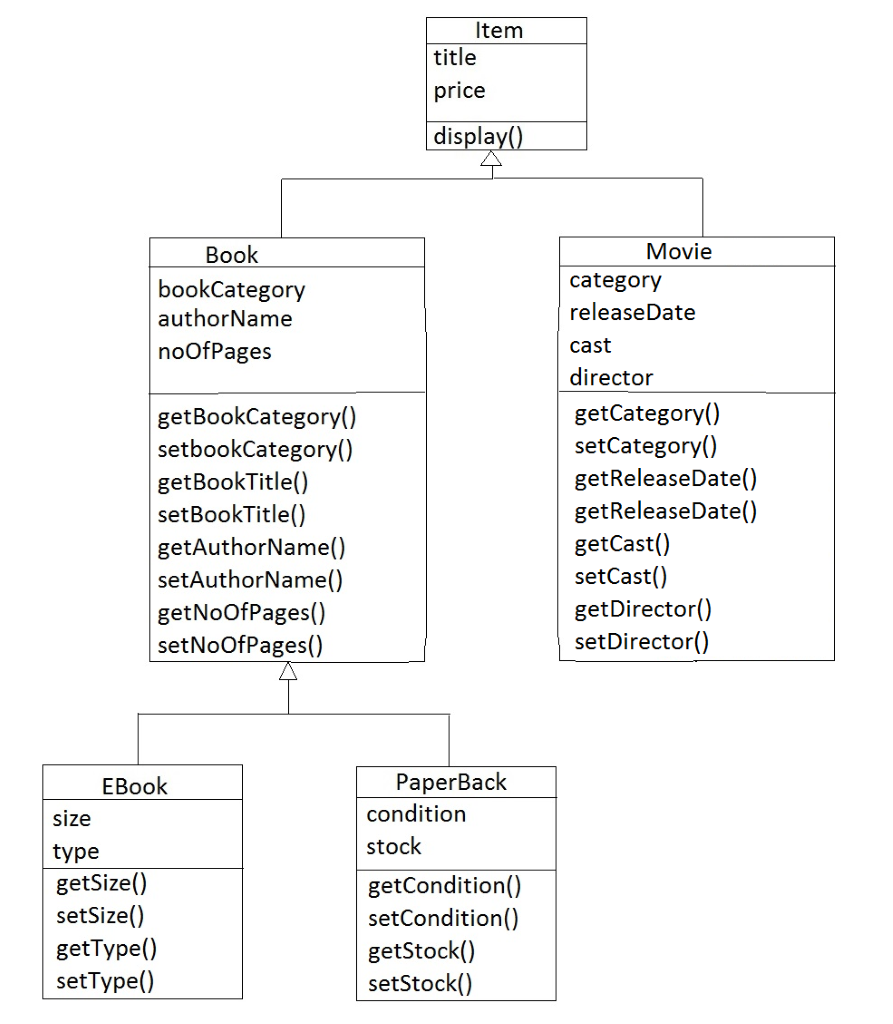 Item
title
price
display()
Book
bookCategory
authorName
noOfPages
getBookCategory()
setbookCategory()
getBookTitle()
setBookTitle()
getAuthorName()
setAuthorName()
getNoOfPages()
setNoOfPages()
Movie
category
releaseDate
cast
director
getCategory()
setCategory()
getReleaseDate()
getReleaseDate()
getCast()
setCast()
getDirector()
setDirector()
EBook
size
type
getSize()
setSize()
getType()
setType()
PaperBack
condition
stock
getCondition()
setCondition()
getStock()
setStock()